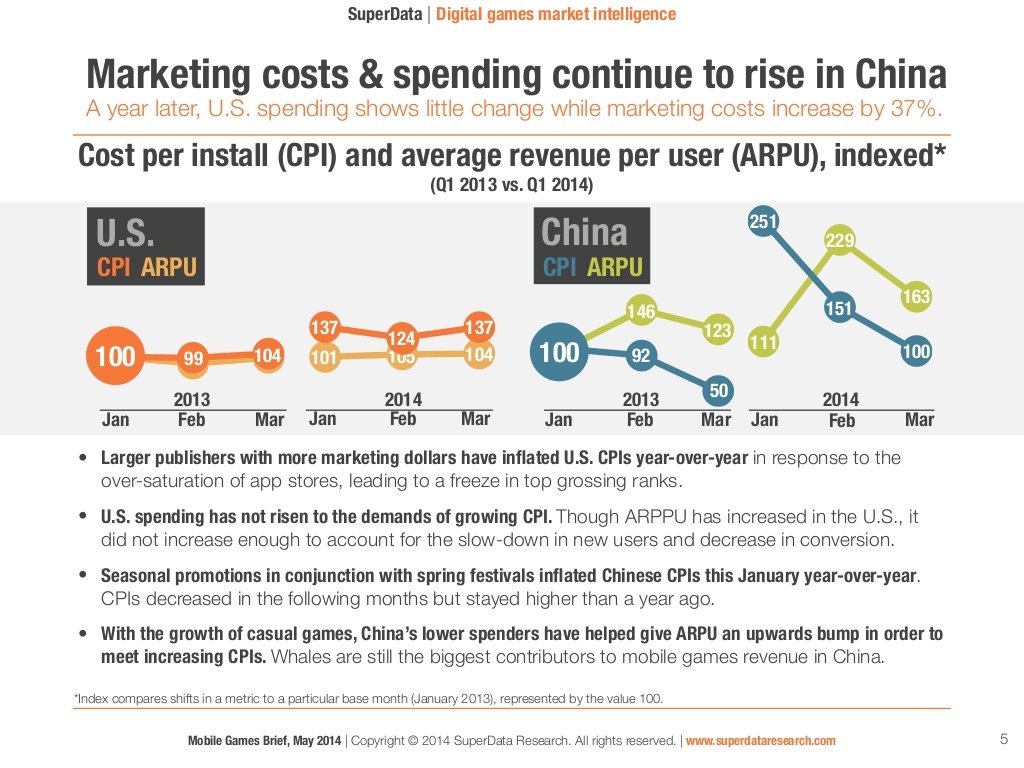 SuperData | Digital games market intelligence
Marketing costs & spending continue to rise in China
A year later, U.S. spending shows little change while marketing costs increase by 37%.
Cost per install (CPI) and average revenue per user (ARPU), indexed*
(Q1 2013 vs. Q1 2014)
U.S.
CPI ARPU
100
99
104
2013
Jan Feb Mar
137
124
137
101
105
104
2014
Jan Feb Mar
China
CPI ARPU
100
146
123
92
50
2013
Jan Feb Mar
251
229
163
111
151
100
2014
Jan Feb Mar
• Larger publishers with more marketing dollars have inflated U.S. CPIs year-over-year in response to the
over-saturation of app stores, leading to a freeze in top grossing ranks.
• U.S. spending has not risen to the demands of growing CPI. Though ARPPU has increased in the U.S., it
did not increase enough to account for the slow-down in new users and decrease in conversion.
• Seasonal promotions in conjunction with spring festivals inflated Chinese CPIs this January year-over-year.
CPIs decreased in the following months but stayed higher than a year ago.
• With the growth of casual games, China's lower spenders have helped give ARPU an upwards bump in order to
meet increasing CPIs. Whales are still the biggest contributors to mobile games revenue in China.
*Index compares shifts in a metric to a particular base month (January 2013), represented by the value 100.
Mobile Games Brief, May 2014 | Copyright © 2014 SuperData Research. All rights reserved. | www.superdataresearch.com
5